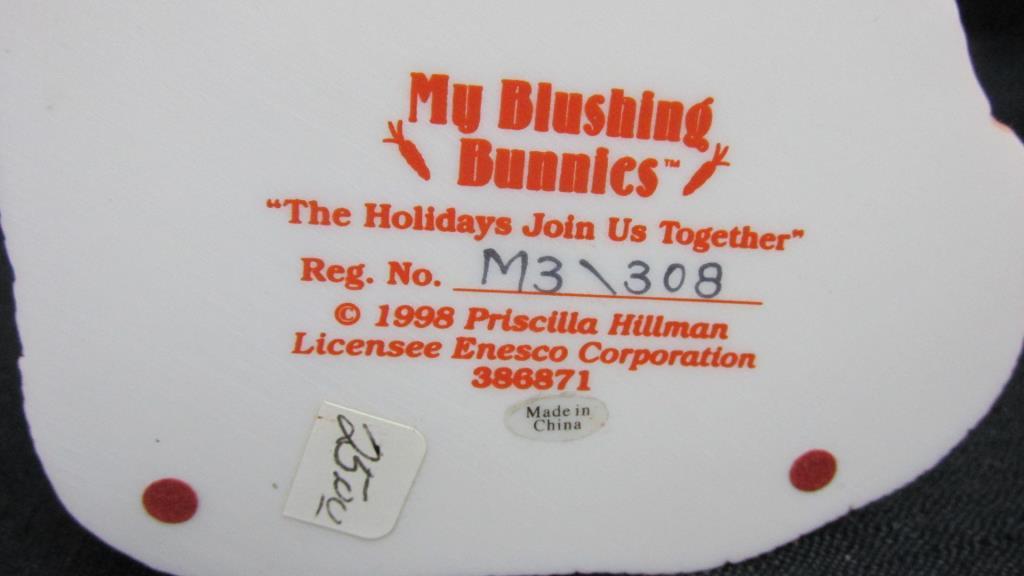 My Blushing
Bunnies™
“The Holidays Join Us Together”
Reg. No. M3\308
© 1998 Priscilla Hillman
Licensee Enesco Corporation
386871
Made in
China
2500